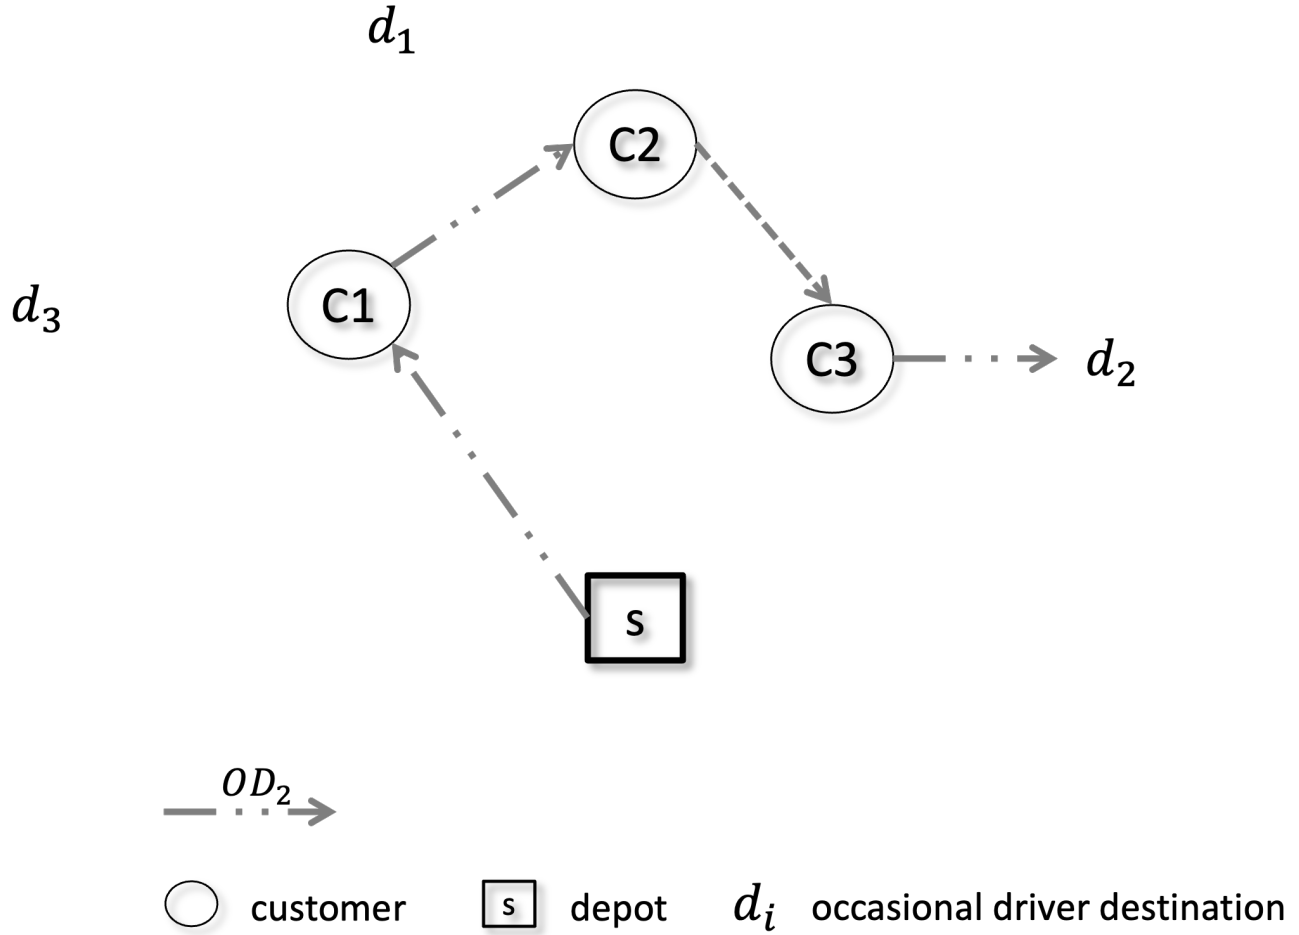 d₁
C2
C1
d₃
C3
d₂
s
OD₂
customer
s
depot
dᵢ
occasional driver destination